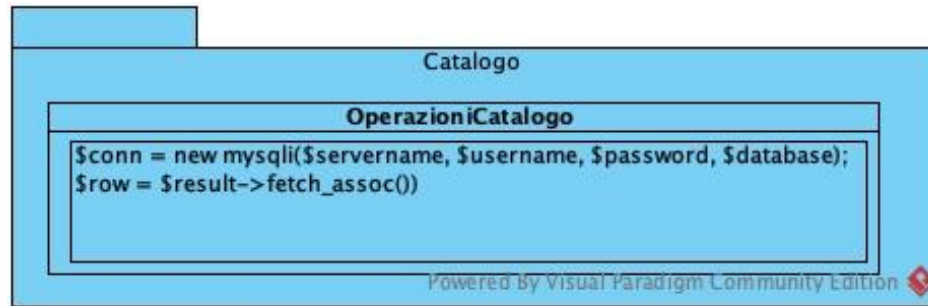 Catalogo
OperazioniCatalogo
$conn = new mysqli($servername, $username, $password, $database);
$row = $result->fetch_assoc())
Powered By Visual Paradigm Community Edition